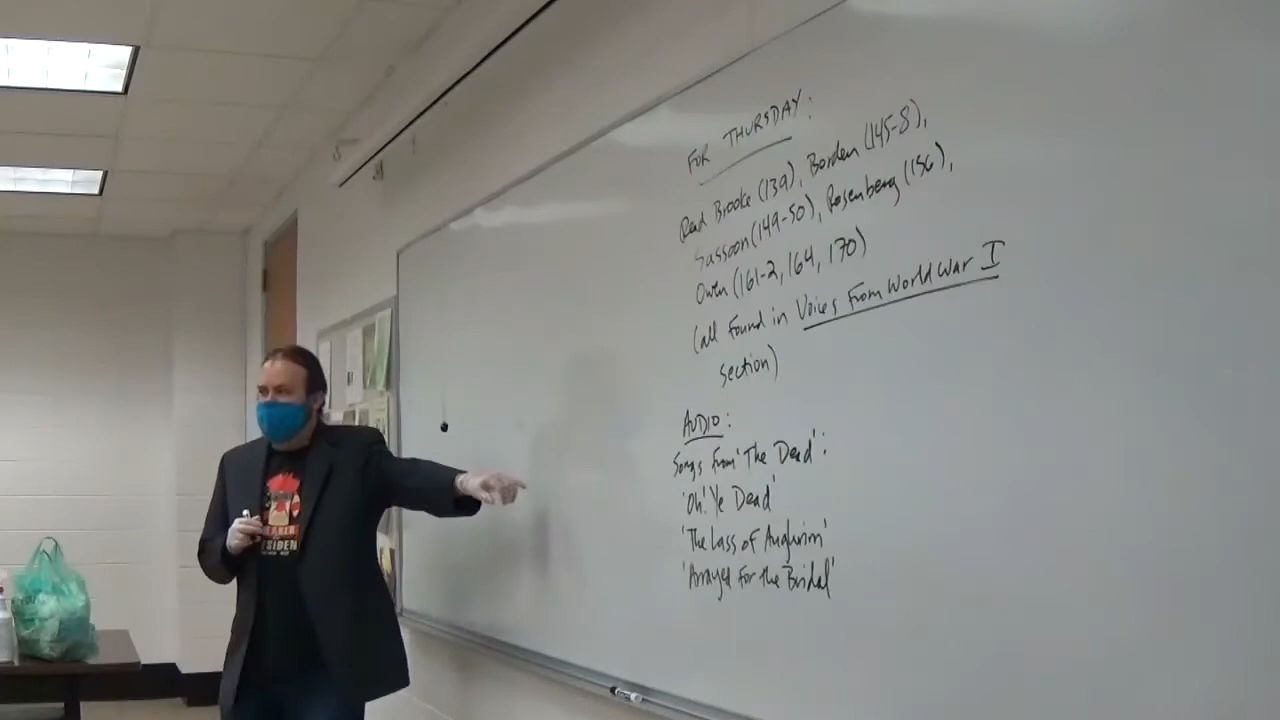 FOR THURSDAY:
Read Brooke (139), Borden (145-8),
Sassoon (149-50), Rosenberg (156),
Owen (161-2, 164, 170)
(all found in Voices From World War I
section)
AUDIO:
Songs from 'The Dead':
'Oh! Ye Dead'
'The Lass of Aughrim'
'Arrayed for the Bridal'